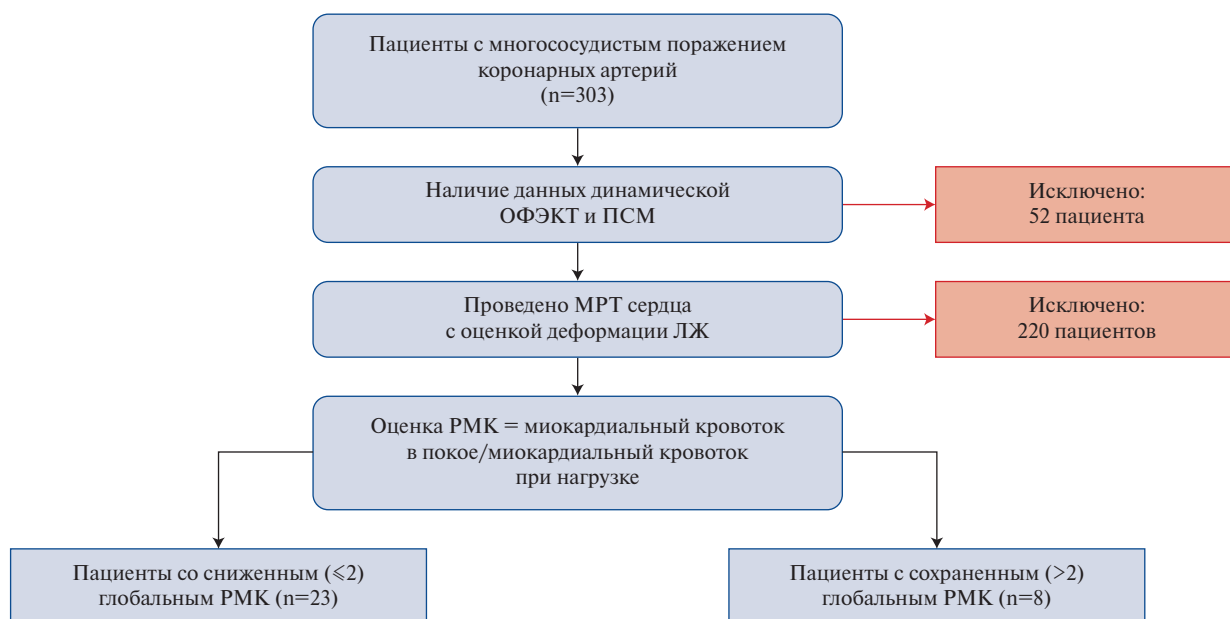 Пациенты с многососудистым поражением
коронарных артерий
(n=303)
Наличие данных динамической
ОФЭКТ и ПСМ
Исключено:
52 пациента
Проведено МРТ сердца
с оценкой деформации ЛЖ
Исключено:
220 пациентов
Оценка РМК = миокардиальный кровоток
в покое/миокардиальный кровоток
при нагрузке
Пациенты со сниженным (⩽2)
глобальным РМК (n=23)
Пациенты с сохраненным (>2)
глобальным РМК (n=8)